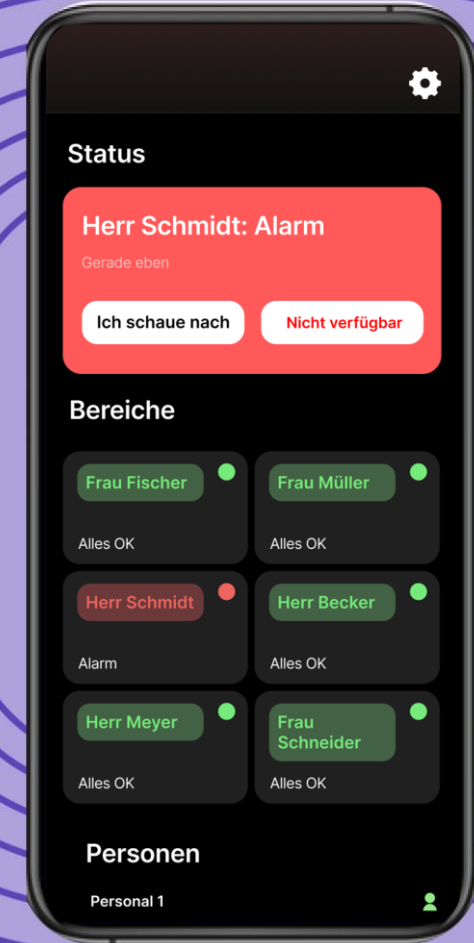 Status
Herr Schmidt: Alarm
Gerade eben
Ich schaue nach
Nicht verfügbar
Bereiche
Frau Fischer
Alles OK
Frau Müller
Alles OK
Herr Schmidt
Alarm
Herr Becker
Alles OK
Herr Meyer
Alles OK
Frau
Schneider
Alles OK
Personen
Personal 1